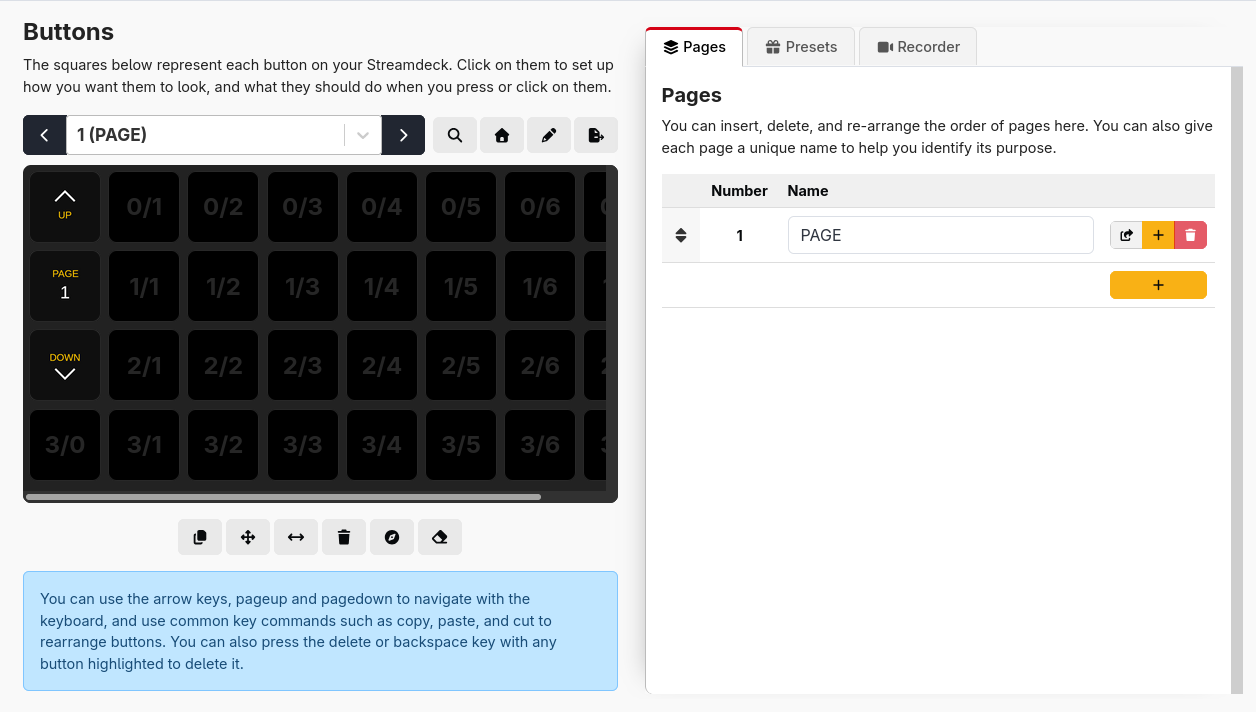 Buttons
The squares below represent each button on your Streamdeck. Click on them to set up
how you want them to look, and what they should do when you press or click on them.
1 (PAGE)
UP
0/1 0/2 0/3 0/4 0/5 0/6
PAGE
1
1/1 1/2 1/3 1/4 1/5 1/6
DOWN
2/1 2/2 2/3 2/4 2/5 2/6
3/0 3/1 3/2 3/3 3/4 3/5 3/6
You can use the arrow keys, pageup and pagedown to navigate with the
keyboard, and use common key commands such as copy, paste, and cut to
rearrange buttons. You can also press the delete or backspace key with any
button highlighted to delete it.
Pages Presets Recorder
Pages
You can insert, delete, and re-arrange the order of pages here. You can also give
each page a unique name to help you identify its purpose.
Number Name
1 PAGE